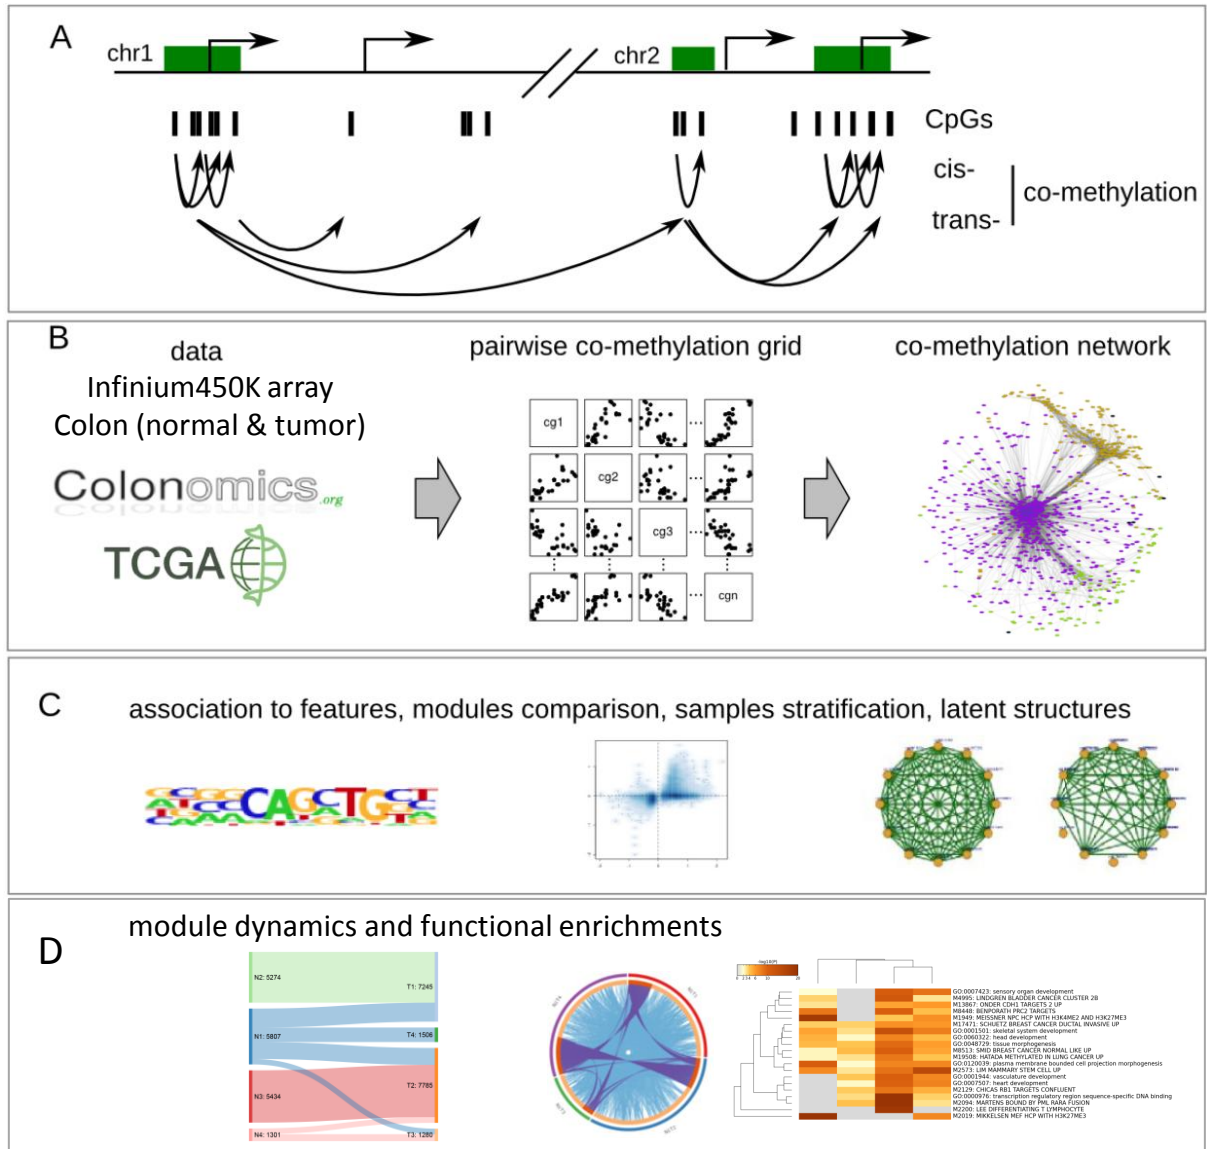 A
chr1
chr2
CpGs
cis-
co-methylation
trans-
B
data
Infinium450K array
Colon (normal & tumor)
Colonomics.org
TCGA
pairwise co-methylation grid
co-methylation network
cg1
cg2
cg3
cgn
C
association to features, modules comparison, samples stratification, latent structures
D
module dynamics and functional enrichments
N2: 5274
N1: 5807
N3: 5434
N4: 1301
T1: 7245
T4: 1506
T2: 7785
T3: 1280
-log10(P)
GO:0007423: sensory organ development
M4995: LINDGREN BLADDER CANCER CLUSTER 2B
M13867: ONDER CDH1 TARGETS 2 UP
M8448: BENPORATH PRC2 TARGETS
M1949: MEISSNER NPC HCP WITH H3K4ME2 AND H3K27ME3
M17471: SCHUETZ BREAST CANCER DUCTAL INVASIVE UP
GO:0001501: skeletal system development
GO:0060322: head development
GO:0048729: tissue morphogenesis
M8513: SMID BREAST CANCER NORMAL LIKE UP
M19508: HATADA METHYLATED IN LUNG CANCER UP
GO:0120039: plasma membrane bounded cell projection morphogenesis
M2573: LIM MAMMARY STEM CELL UP
GO:0001944: vasculature development
GO:0007507: heart development
M2129: CHICAS RB1 TARGETS CONFLUENT
GO:0000976: transcription regulatory region sequence-specific DNA binding
M2094: MARTENS BOUND BY PML RARA FUSION
M2200: LEE DIFFERENTIATING T LYMPHOCYTE
M2019: MIKKELSEN MEF HCP WITH H3K27ME3